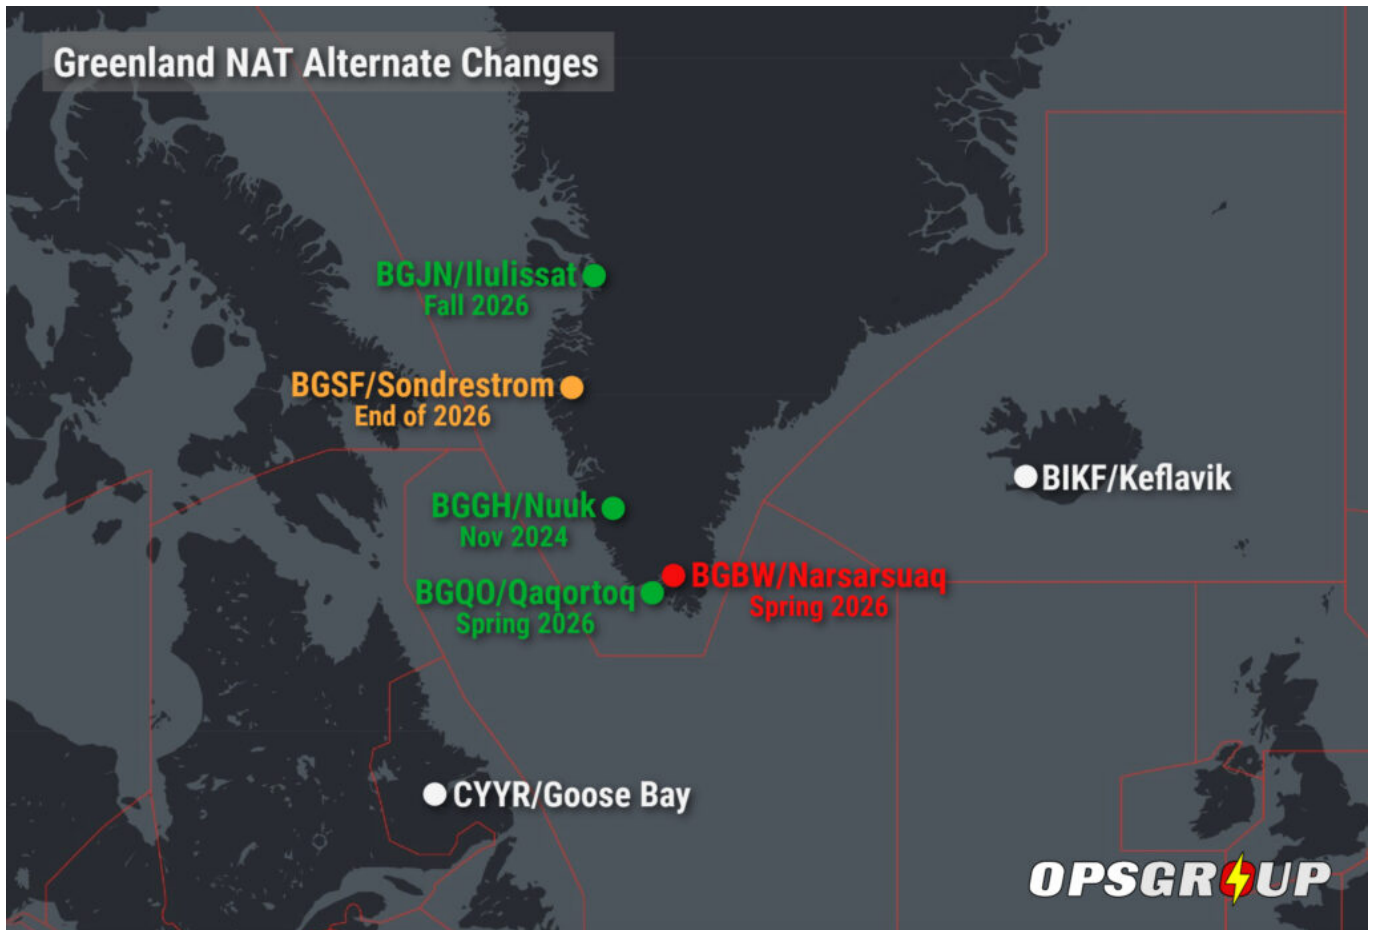 Greenland NAT Alternate Changes
BGJN/Ilulissat
Fall 2026
BGSF/Sondrestrom
End of 2026
BIKF/Keflavik
BGGH/Nuuk
Nov 2024
BGBW/Narsarsuaq
Spring 2026
BGQO/Qaqortoq
Spring 2026
CYYR/Goose Bay
OPSGROUP